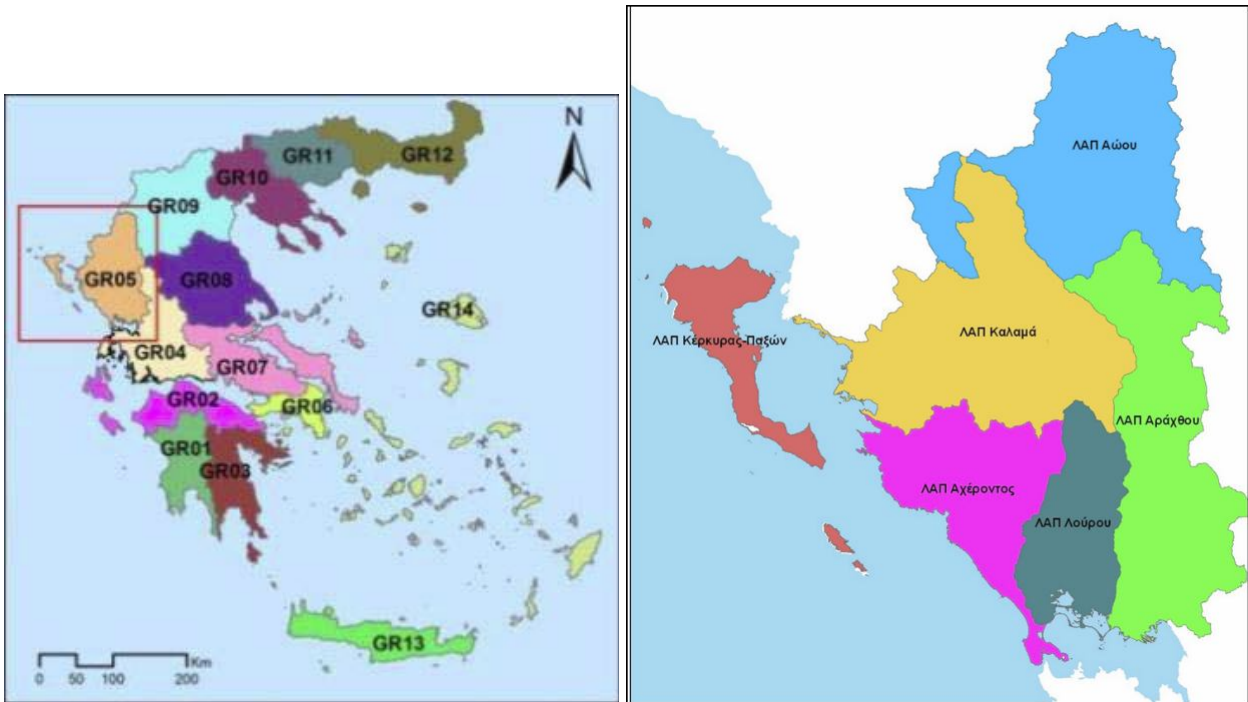 N
GR11
GR12
GR10
GR09
GR05
GR08
GR14
GR04
GR07
GR02
GR06
GR01
GR03
GR13
Km
0 50 100 200
ΛΑΠ Αώου
ΛΑΠ Κέρκυρας-Παξών
ΛΑΠ Καλαμά
ΛΑΠ Αράχθου
ΛΑΠ Αχέροντος
ΛΑΠ Λούρου